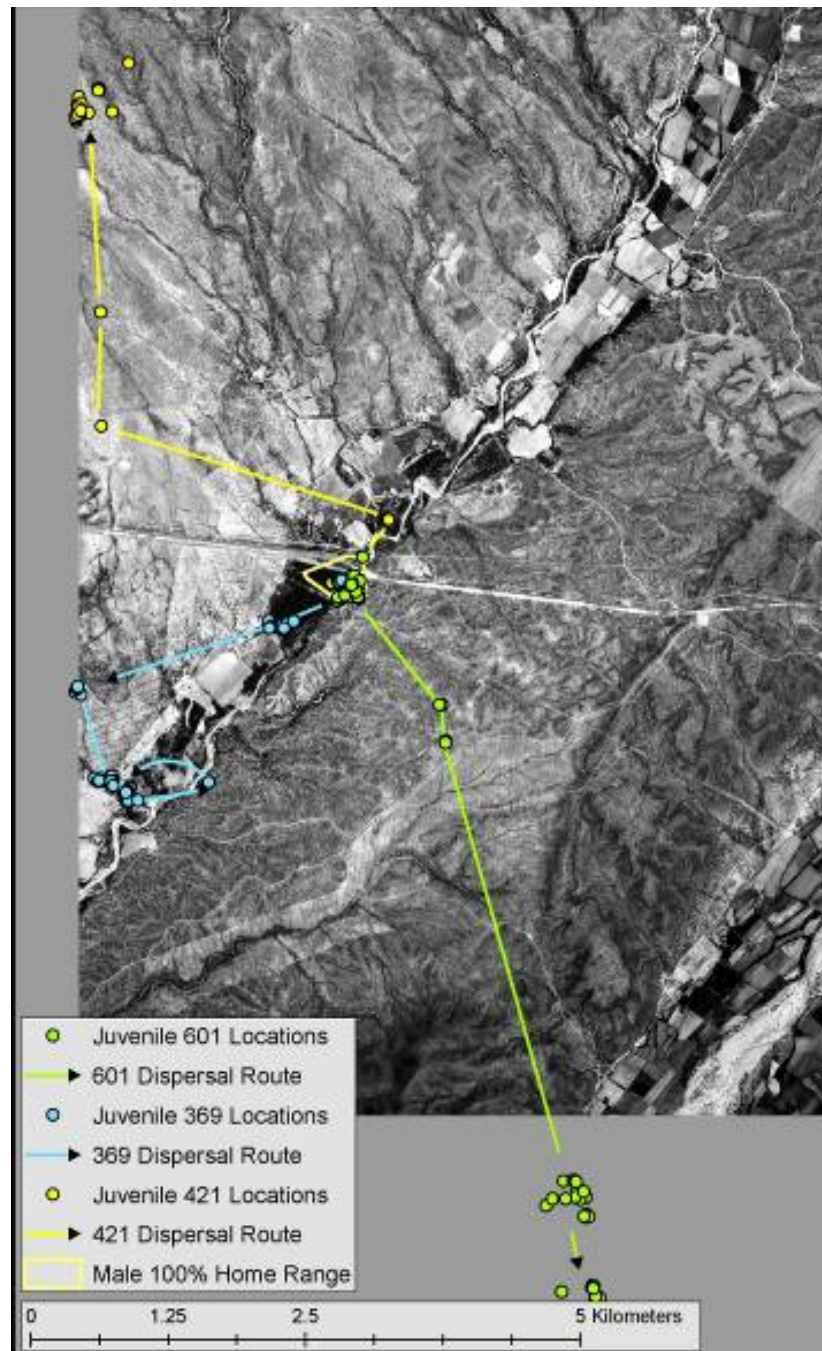 Juvenile 601 Locations
601 Dispersal Route
Juvenile 369 Locations
369 Dispersal Route
Juvenile 421 Locations
421 Dispersal Route
Male 100% Home Range
0 1.25 2.5 5 Kilometers